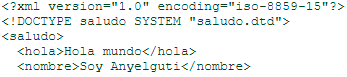 <?xml version="1.0" encoding="iso-8859-15"?>
<!DOCTYPE saludo SYSTEM "saludo.dtd">
<saludo>
  <hola>Hola mundo</hola>
  <nombre>Soy Anyelguti</nombre>